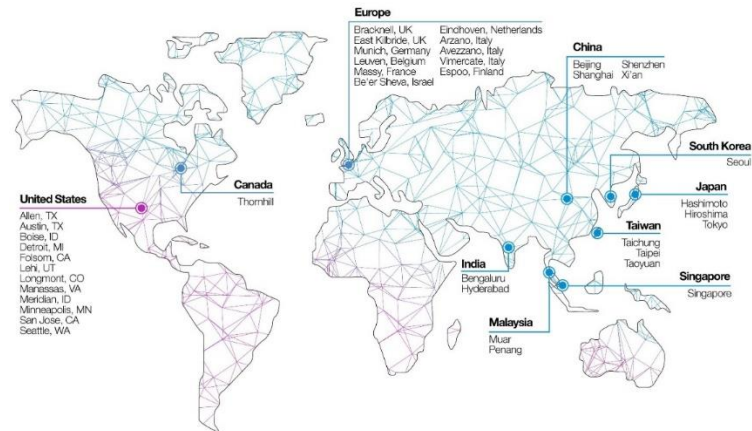 Europe
Bracknell, UK
East Kilbride, UK
Munich, Germany
Leuven, Belgium
Massy, France
Be'er Sheva, Israel
Eindhoven, Netherlands
Arzano, Italy
Avezzano, Italy
Vimercate, Italy
Espoo, Finland
China
Beijing
Shanghai
Shenzhen
Xi'an
South Korea
Seoul
Canada
Thornhill
Japan
Hashimoto
Hiroshima
Tokyo
United States
Allen, TX
Austin, TX
Boise, ID
Detroit, MI
Folsom, CA
Lehi, UT
Longmont, CO
Manassas, VA
Meridian, ID
Minneapolis, MN
San Jose, CA
Seattle, WA
Taiwan
Taichung
Taipei
Taoyuan
India
Bengaluru
Hyderabad
Singapore
Singapore
Malaysia
Muar
Penang